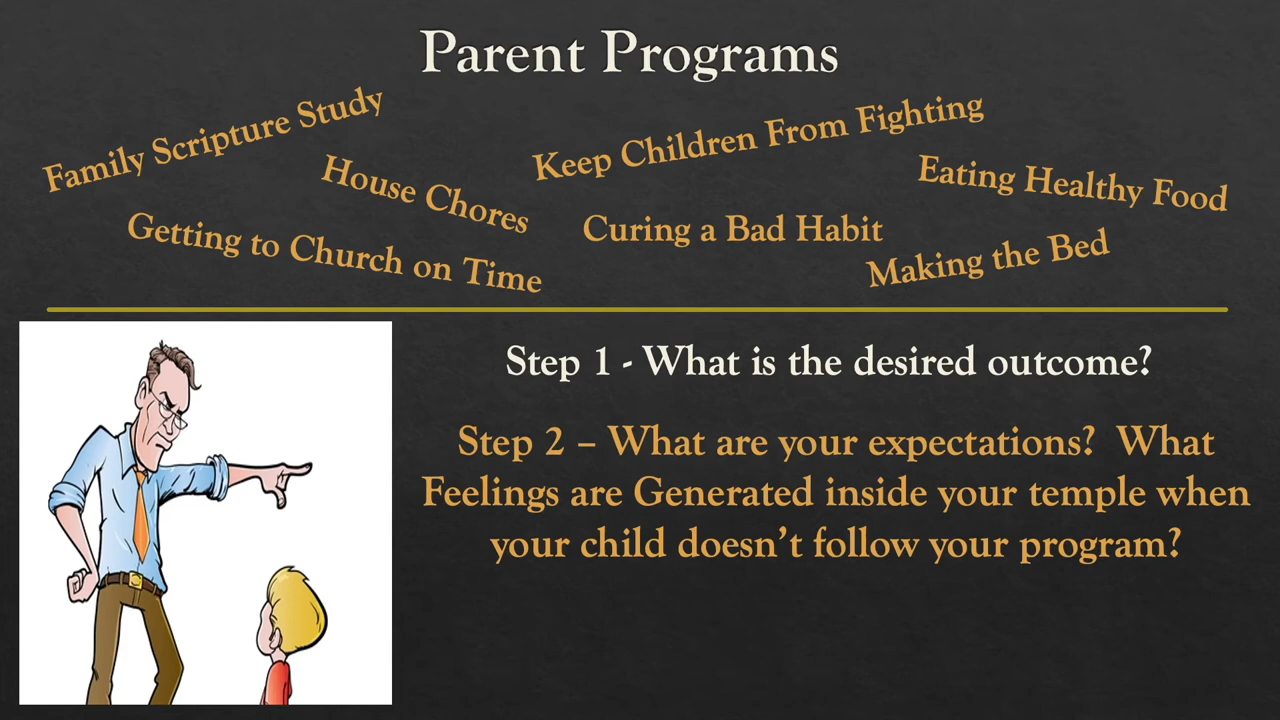 Parent Programs
Family Scripture Study
Keep Children From Fighting
House Chores
Eating Healthy Food
Getting to Church on Time
Curing a Bad Habit
Making the Bed
Step 1 - What is the desired outcome?
Step 2 – What are your expectations?  What
Feelings are Generated inside your temple when
your child doesn’t follow your program?